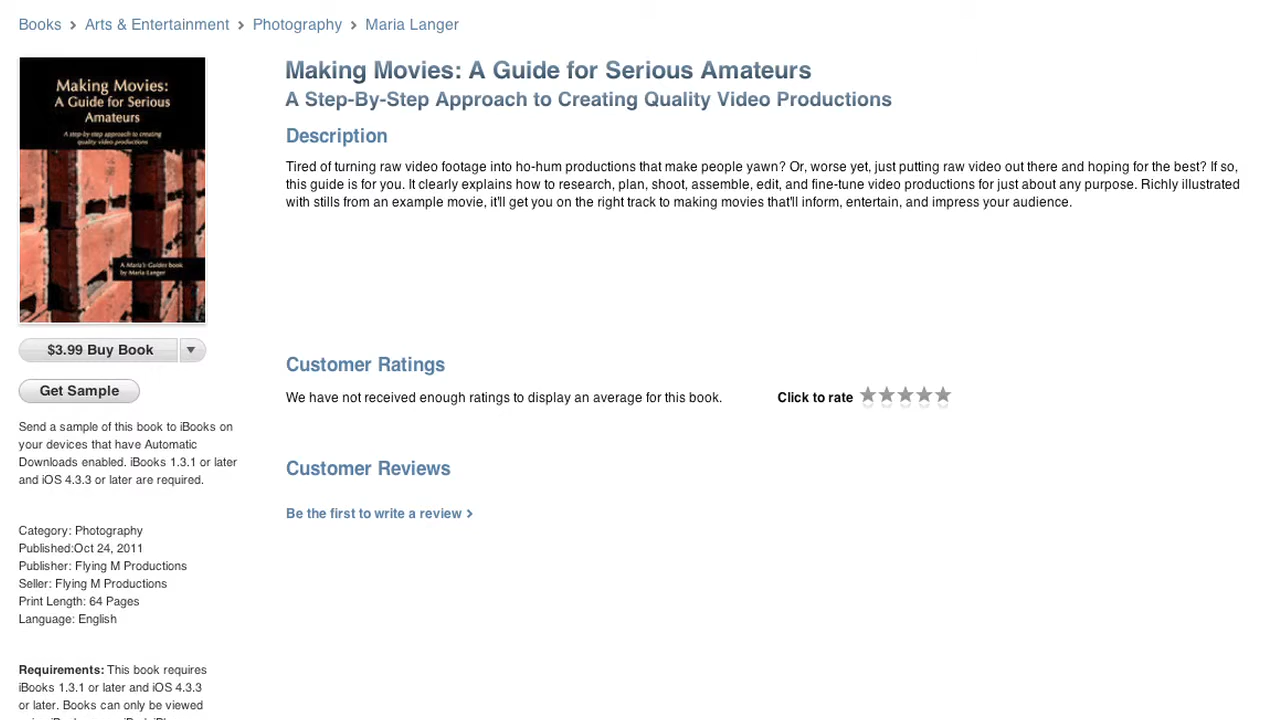 Books > Arts & Entertainment > Photography > Maria Langer
Making Movies:
A Guide for Serious
Amateurs
A step-by-step approach to creating
quality video productions
A Maria's Guides book
by Maria Langer
$3.99 Buy Book
Get Sample
Send a sample of this book to iBooks on
your devices that have Automatic
Downloads enabled. iBooks 1.3.1 or later
and iOS 4.3.3 or later are required.
Category: Photography
Published:Oct 24, 2011
Publisher: Flying M Productions
Seller: Flying M Productions
Print Length: 64 Pages
Language: English
Requirements: This book requires
iBooks 1.3.1 or later and iOS 4.3.3
or later. Books can only be viewed
Making Movies: A Guide for Serious Amateurs
A Step-By-Step Approach to Creating Quality Video Productions
Description
Tired of turning raw video footage into ho-hum productions that make people yawn? Or, worse yet, just putting raw video out there and hoping for the best? If so,
this guide is for you. It clearly explains how to research, plan, shoot, assemble, edit, and fine-tune video productions for just about any purpose. Richly illustrated
with stills from an example movie, it'll get you on the right track to making movies that'll inform, entertain, and impress your audience.
Customer Ratings
We have not received enough ratings to display an average for this book. Click to rate
Customer Reviews
Be the first to write a review >